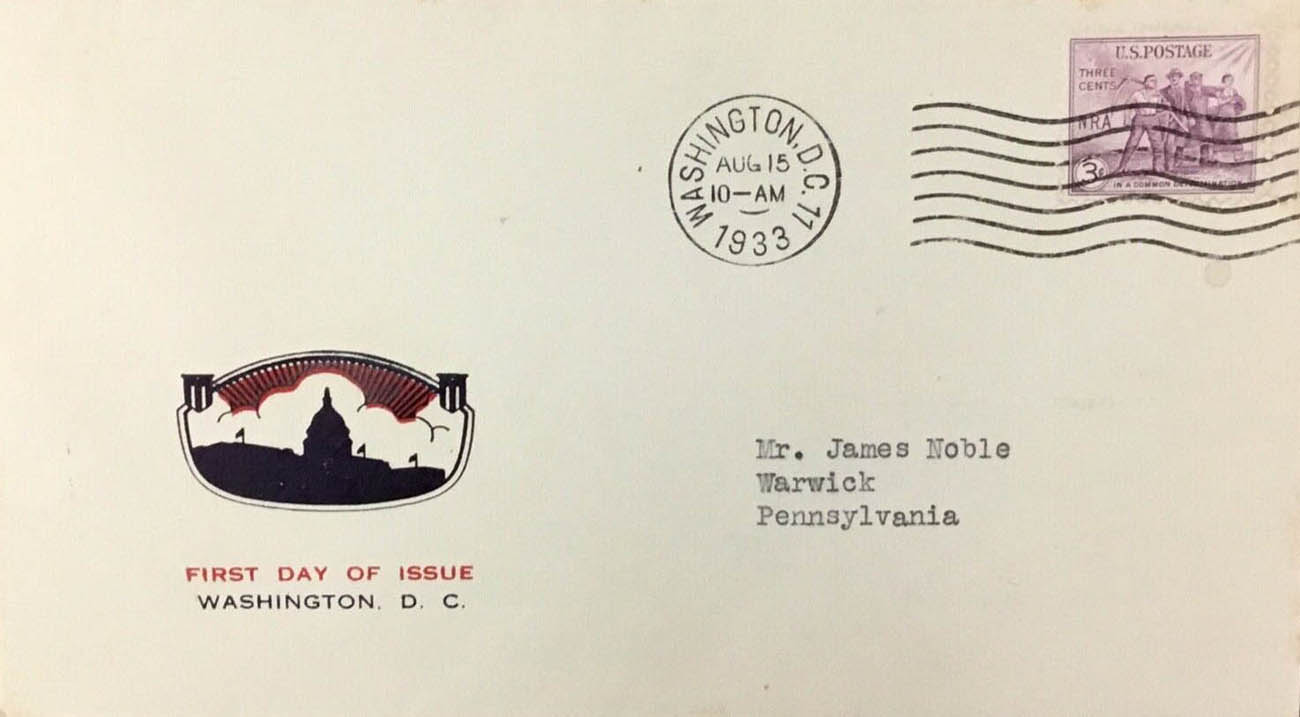 U.S.POSTAGE
THREE
CENTS
NRA
3¢
IN A COMMON DETERMINATION
WASHINGTON, D.C. 11
AUG 15
10—AM
1933
Mr. James Noble
Warwick
Pennsylvania
FIRST DAY OF ISSUE
WASHINGTON, D. C.